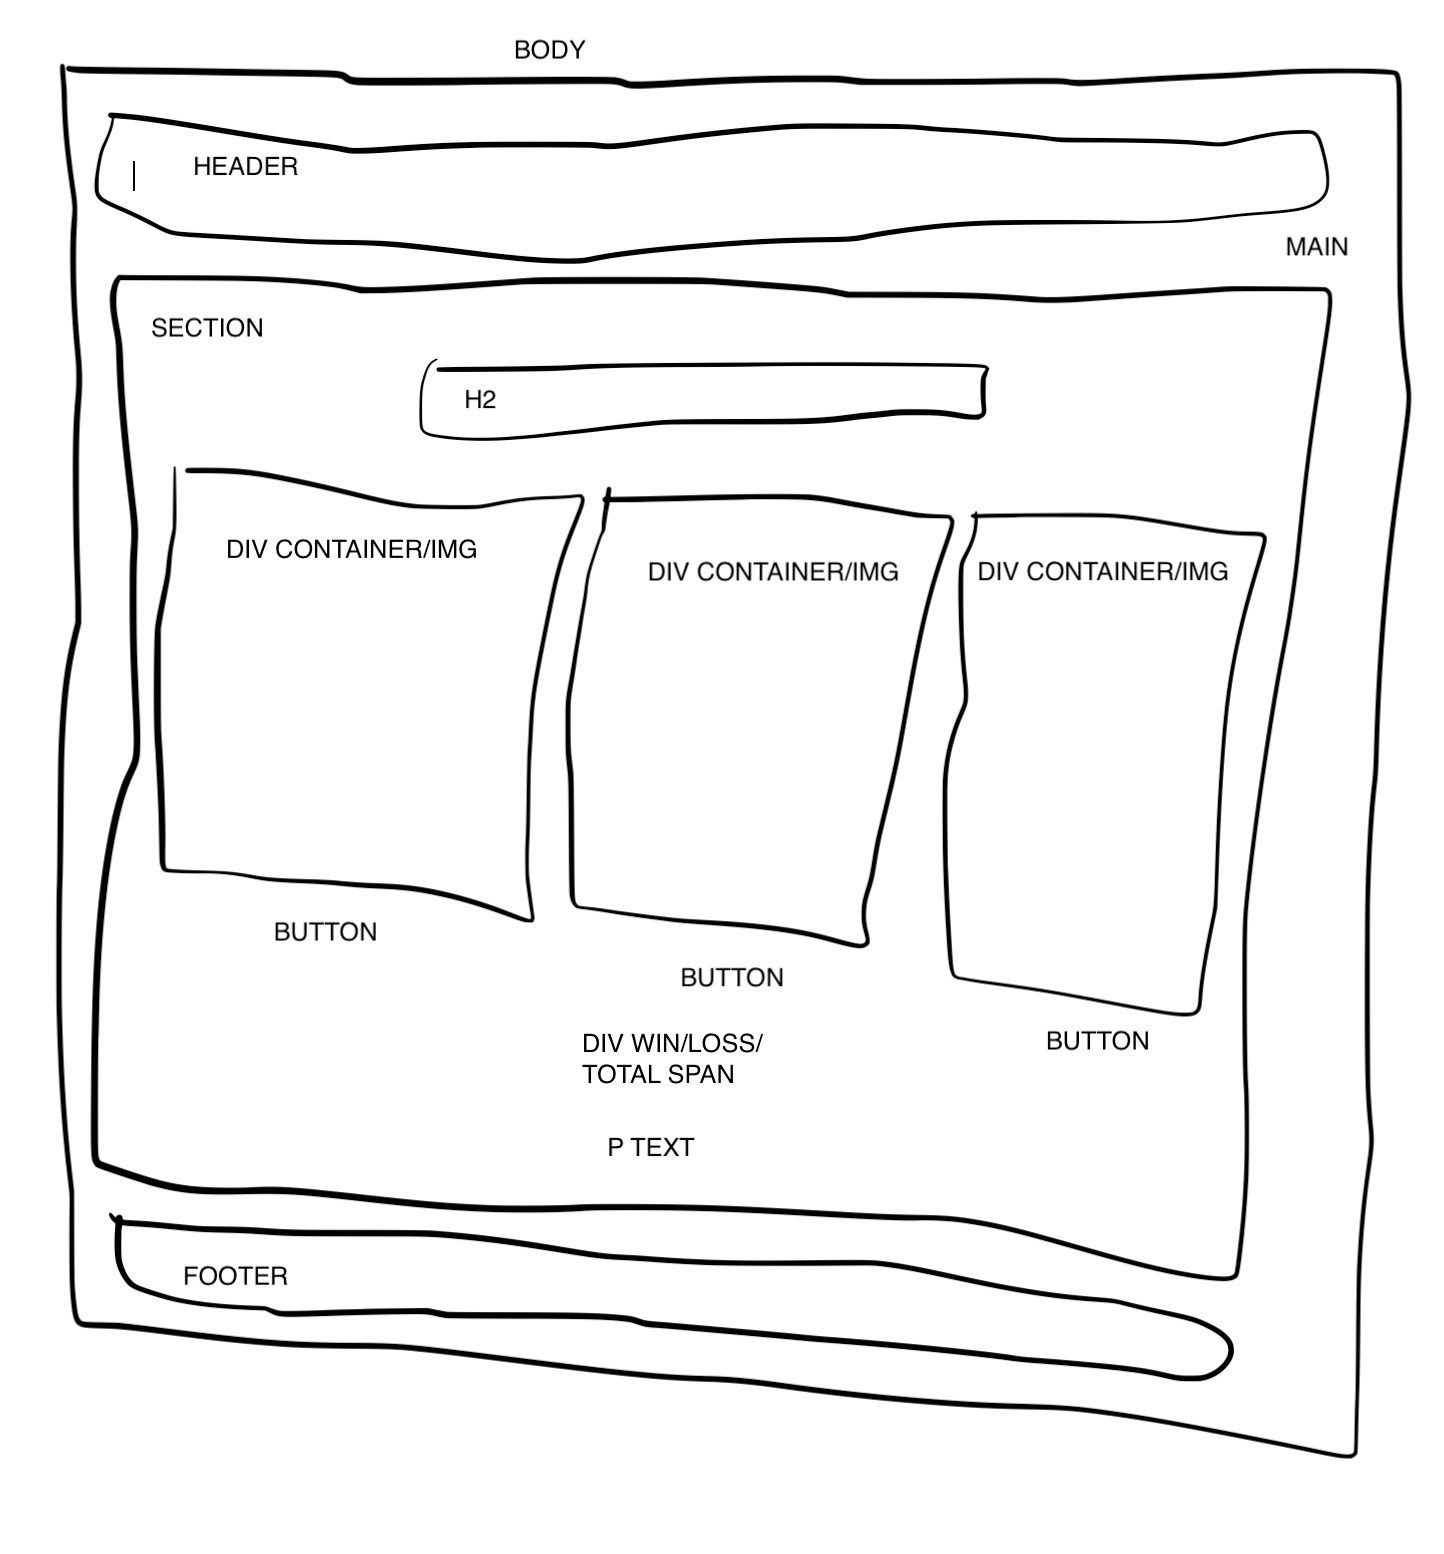 BODY
HEADER
MAIN
SECTION
H2
DIV CONTAINER/IMG
DIV CONTAINER/IMG
DIV CONTAINER/IMG
BUTTON
BUTTON
BUTTON
DIV WIN/LOSS/
TOTAL SPAN
P TEXT
FOOTER